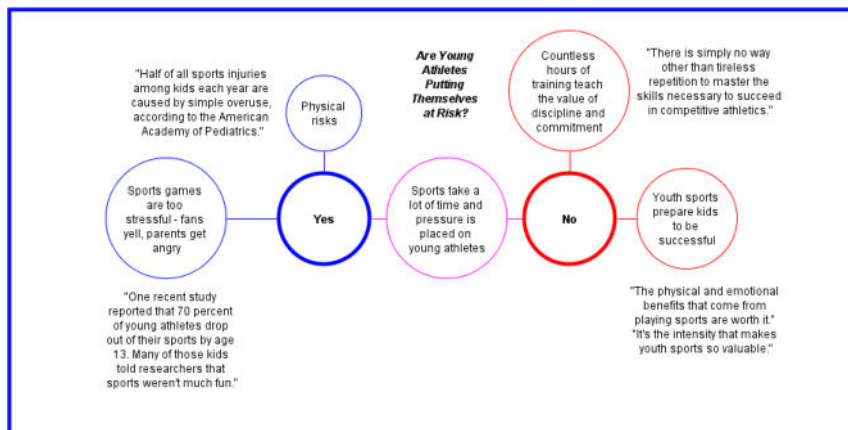 Are Young
Athletes
Putting
Themselves
at Risk?
"Half of all sports injuries
among kids each year are
caused by simple overuse,
according to the American
Academy of Pediatrics."
Physical
risks
Countless
hours of
training teach
the value of
discipline and
commitment
"There is simply no way
other than tireless
repetition to master the
skills necessary to succeed
in competitive athletics."
Sports games
are too
stressful - fans
yell, parents get
angry
Yes
Sports take a
lot of time and
pressure is
placed on
young athletes
No
Youth sports
prepare kids
to be
successful
"One recent study
reported that 70 percent
of young athletes drop
out of their sports by age
13. Many of those kids
told researchers that
sports weren't much fun."
"The physical and emotional
benefits that come from
playing sports are worth it."
"It's the intensity that makes
youth sports so valuable."